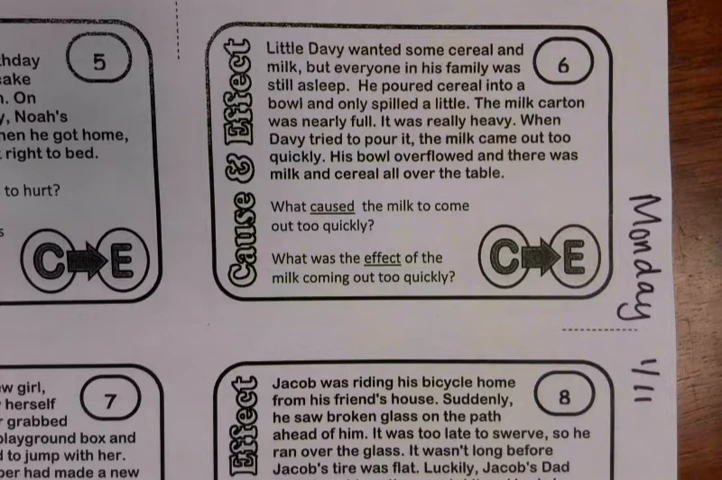 thday
cake
n. On
y, Noah's
hen he got home,
right to bed.
to hurt?
s
5
C E
Cause & Effect
Little Davy wanted some cereal and
milk, but everyone in his family was
still asleep. He poured cereal into a
bowl and only spilled a little. The milk carton
was nearly full. It was really heavy. When
Davy tried to pour it, the milk came out too
quickly. His bowl overflowed and there was
milk and cereal all over the table.
What caused the milk to come
out too quickly?
What was the effect of the
milk coming out too quickly?
6
C E
Monday 1/11
ew girl,
herself
r grabbed
playground box and
d to jump with her.
per had made a new
7
Effect
Jacob was riding his bicycle home
from his friend's house. Suddenly,
he saw broken glass on the path
ahead of him. It was too late to swerve, so he
ran over the glass. It wasn't long before
Jacob's tire was flat. Luckily, Jacob's Dad
8